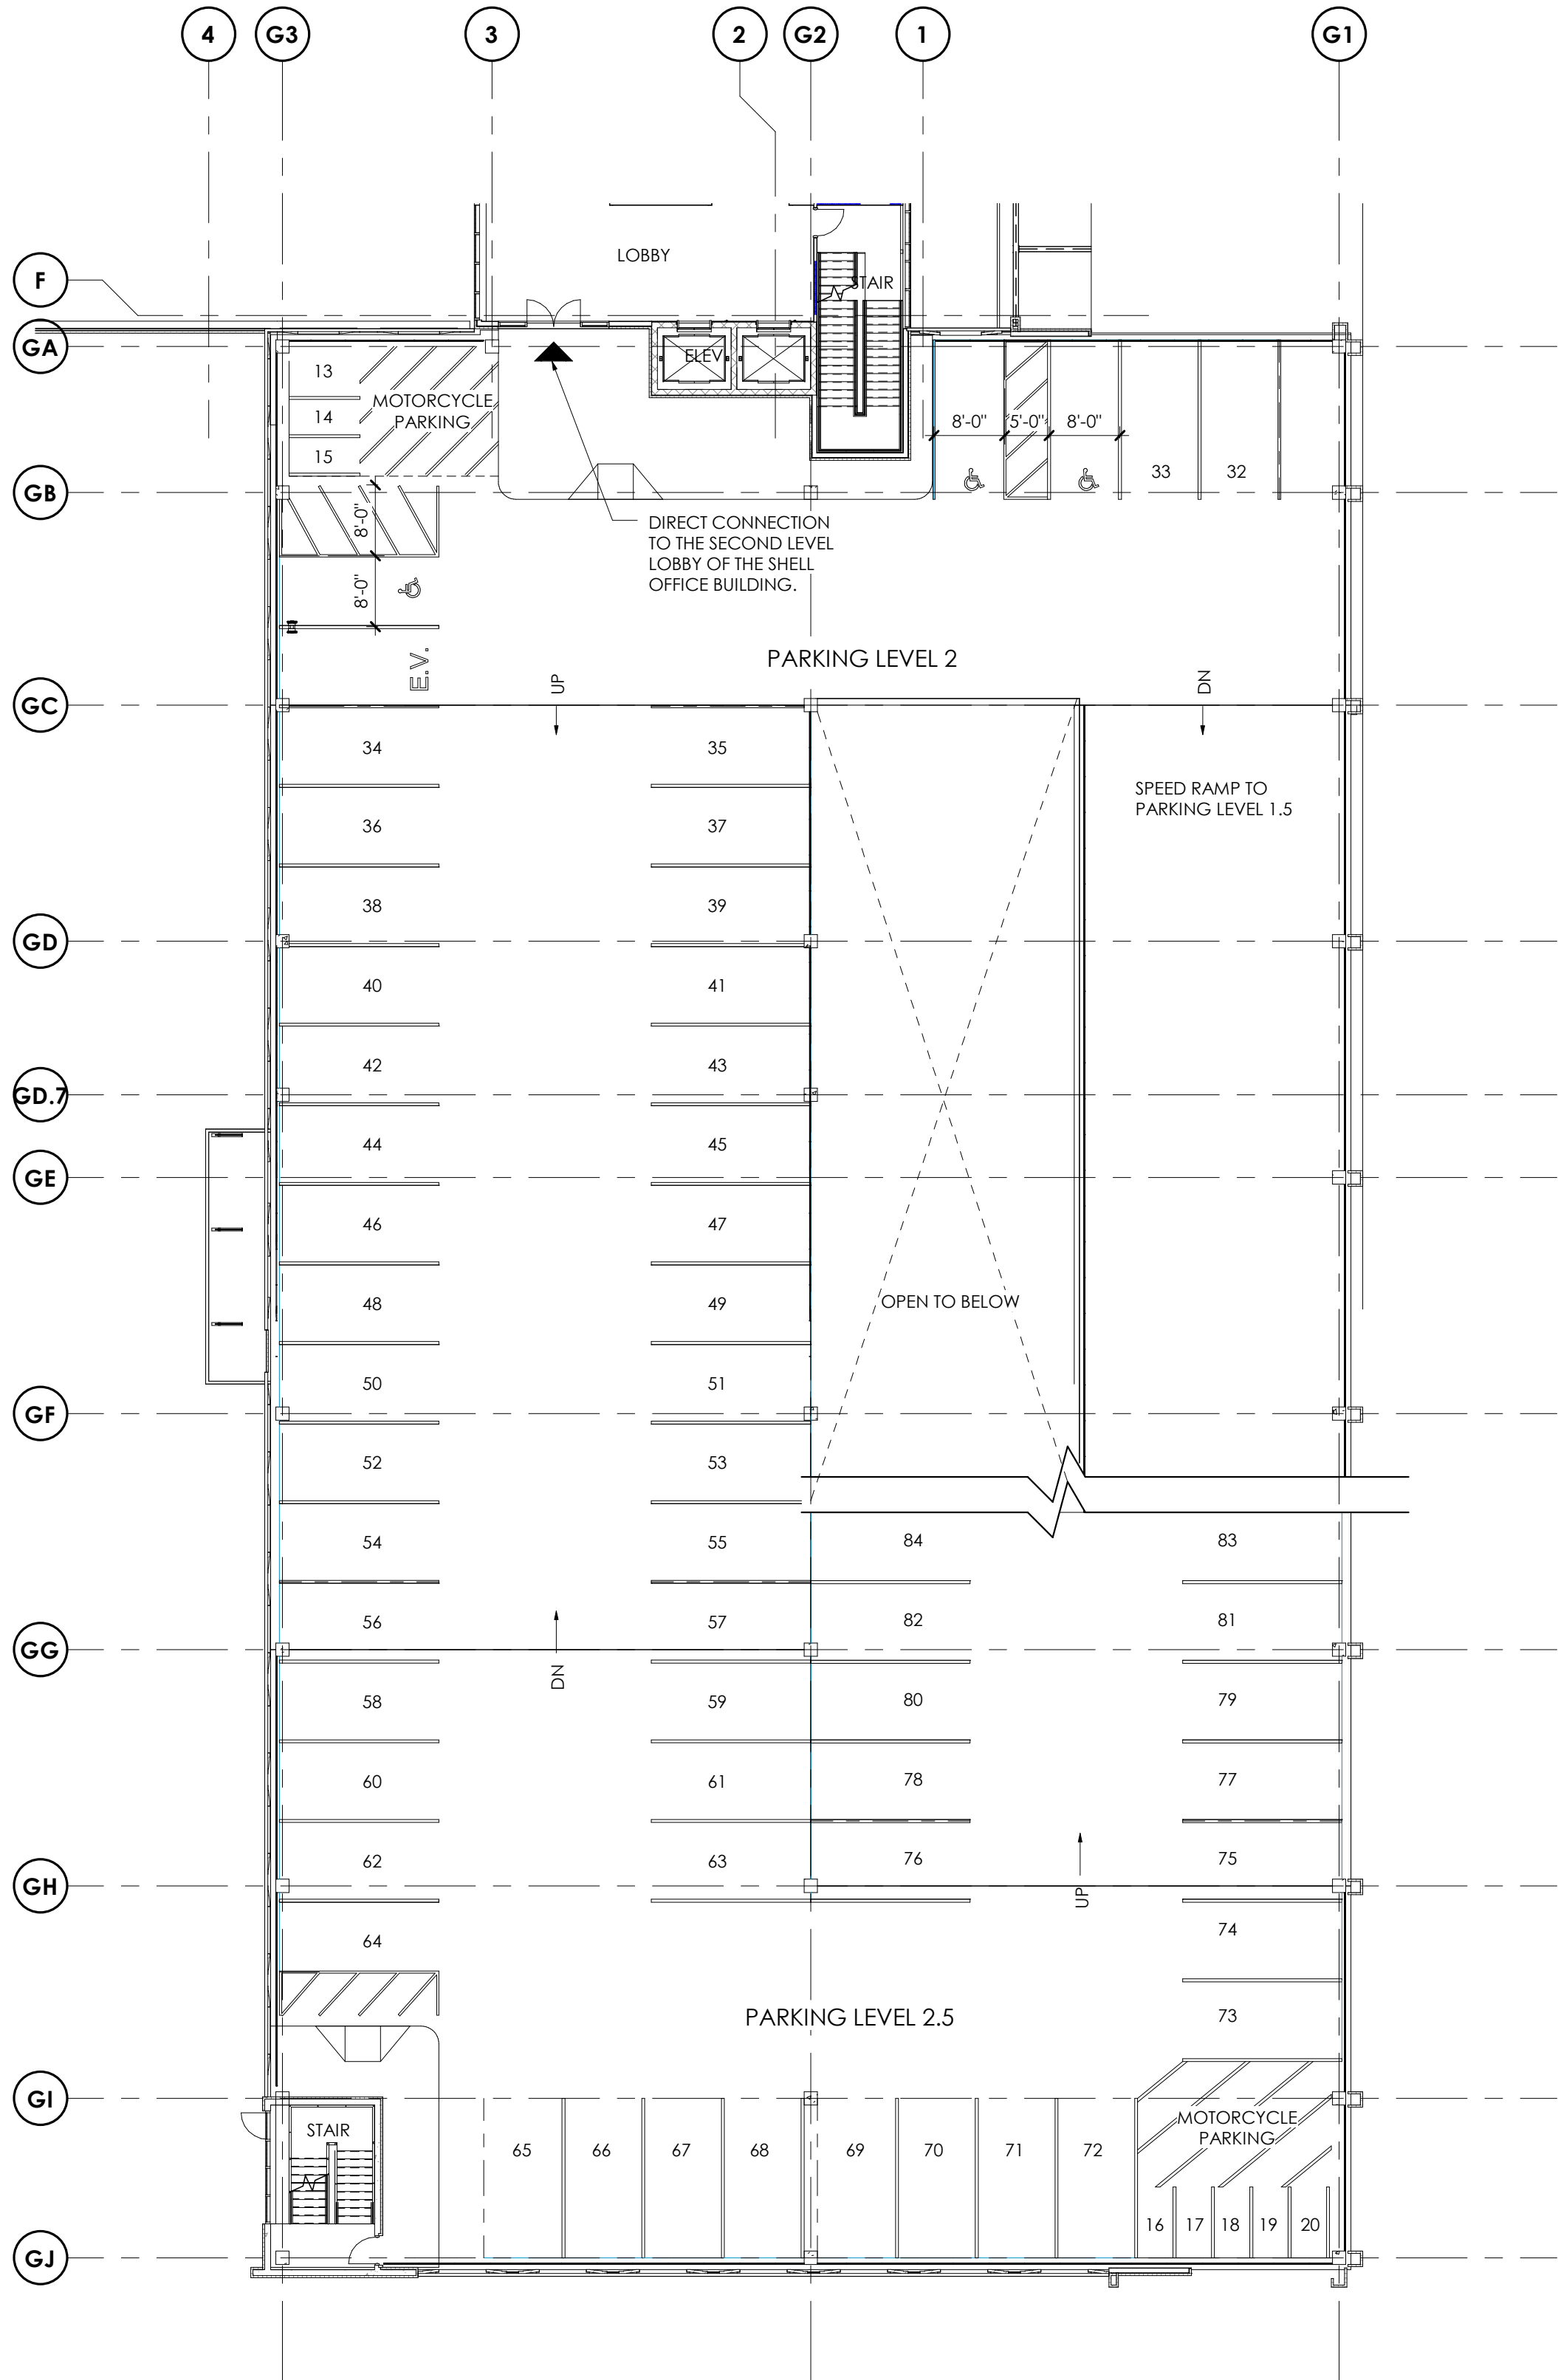 4
G3
3
2
G2
1
G1
F
LOBBY
STAIR
GA
ELEV
13
MOTORCYCLE
PARKING
14
15
8'-0"
5'-0"
8'-0"
33
32
GB
8'-0"
8'-0"
DIRECT CONNECTION
TO THE SECOND LEVEL
LOBBY OF THE SHELL
OFFICE BUILDING.
E.V.
PARKING LEVEL 2
UP
DN
GC
34
35
SPEED RAMP TO
PARKING LEVEL 1.5
36
37
38
39
GD
40
41
42
43
GD.7
44
45
GE
46
47
48
49
OPEN TO BELOW
50
51
GF
52
53
54
55
84
83
56
57
82
81
GG
DN
58
59
80
79
60
61
78
77
62
63
76
75
GH
UP
64
74
PARKING LEVEL 2.5
73
GI
STAIR
65
66
67
68
69
70
71
72
MOTORCYCLE
PARKING
16
17
18
19
20
GJ